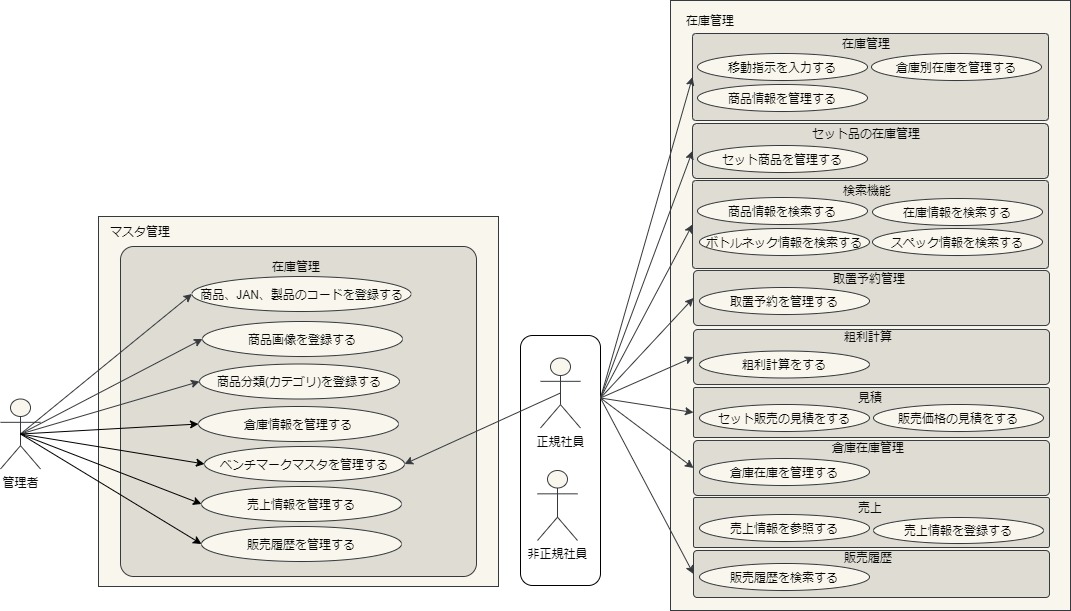 マスタ管理
在庫管理
商品、JAN、製品のコードを登録する
商品画像を登録する
商品分類(カテゴリ)を登録する
倉庫情報を管理する
ベンチマークマスタを管理する
売上情報を管理する
販売履歴を管理する
管理者
正規社員
非正規社員
在庫管理
在庫管理
移動指示を入力する
倉庫別在庫を管理する
商品情報を管理する
セット品の在庫管理
セット商品を管理する
検索機能
商品情報を検索する
在庫情報を検索する
ボトルネック情報を検索する
スペック情報を検索する
取置予約管理
取置予約を管理する
粗利計算
粗利計算をする
見積
セット販売の見積をする
販売価格の見積をする
倉庫在庫管理
倉庫在庫を管理する
売上
売上情報を参照する
売上情報を登録する
販売履歴
販売履歴を検索する